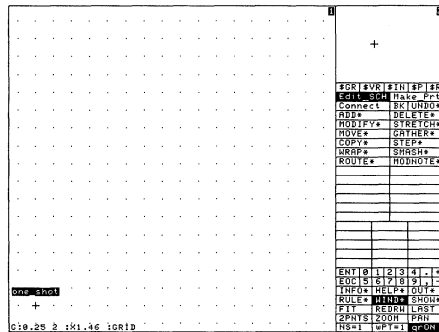 1
$GR $VR $IN $P $R
Edit_SCH Make_Prt
Connect BK UNDO*
ADD* DELETE*
MODIFY* STRETCH*
MOVE* GATHER*
COPY* STEP*
WRAP* SMASH*
ROUTE* MODNOTE*
ENT 0 1 2 3 4 . +
EOC 5 6 7 8 9 , -
INFO* HELP* OUT*
one_shot
RULE* WIND* SHOW*
FIT REDRW LAST
2PNTS ZOOM PAN
G:0.25 2 :X1.46 :GRID
NS=1 WPT=1 grON